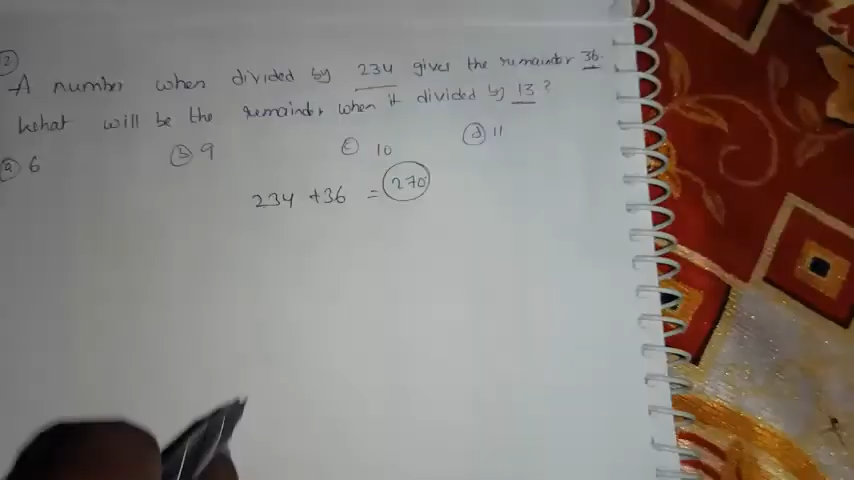 2
A number when divided by 234 gives the remainder 36.
What will be the remainder when it divided by 13?
a 6 b 9 c 10 d 11
234 + 36 = 270